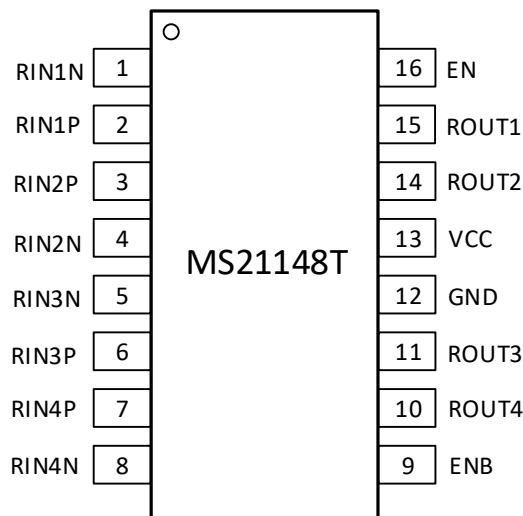 RIN1N 1 16 EN
RIN1P 2 15 ROUT1
RIN2P 3 14 ROUT2
RIN2N 4 13 VCC
MS21148T
RIN3N 5 12 GND
RIN3P 6 11 ROUT3
RIN4P 7 10 ROUT4
RIN4N 8 9 ENB